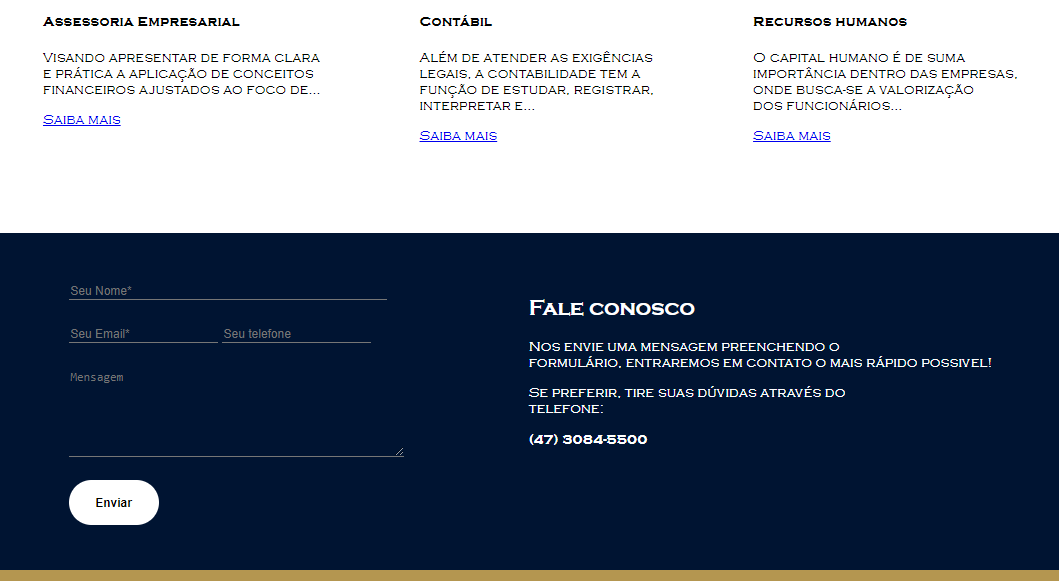 Assessoria Empresarial
Visando apresentar de forma clara
e prática a aplicação de conceitos
financeiros ajustados ao foco de...
Saiba mais
Contábil
Além de atender as exigências
legais, a contabilidade tem a
função de estudar, registrar,
interpretar e...
Saiba mais
Recursos humanos
O capital humano é de suma
importância dentro das empresas,
onde busca-se a valorização
dos funcionários...
Saiba mais
Seu Nome*
Seu Email* Seu telefone
Mensagem
Enviar
Fale conosco
Nos envie uma mensagem preenchendo o
formulário, entraremos em contato o mais rápido possivel!
Se preferir, tire suas dúvidas através do
telefone:
(47) 3084-5500